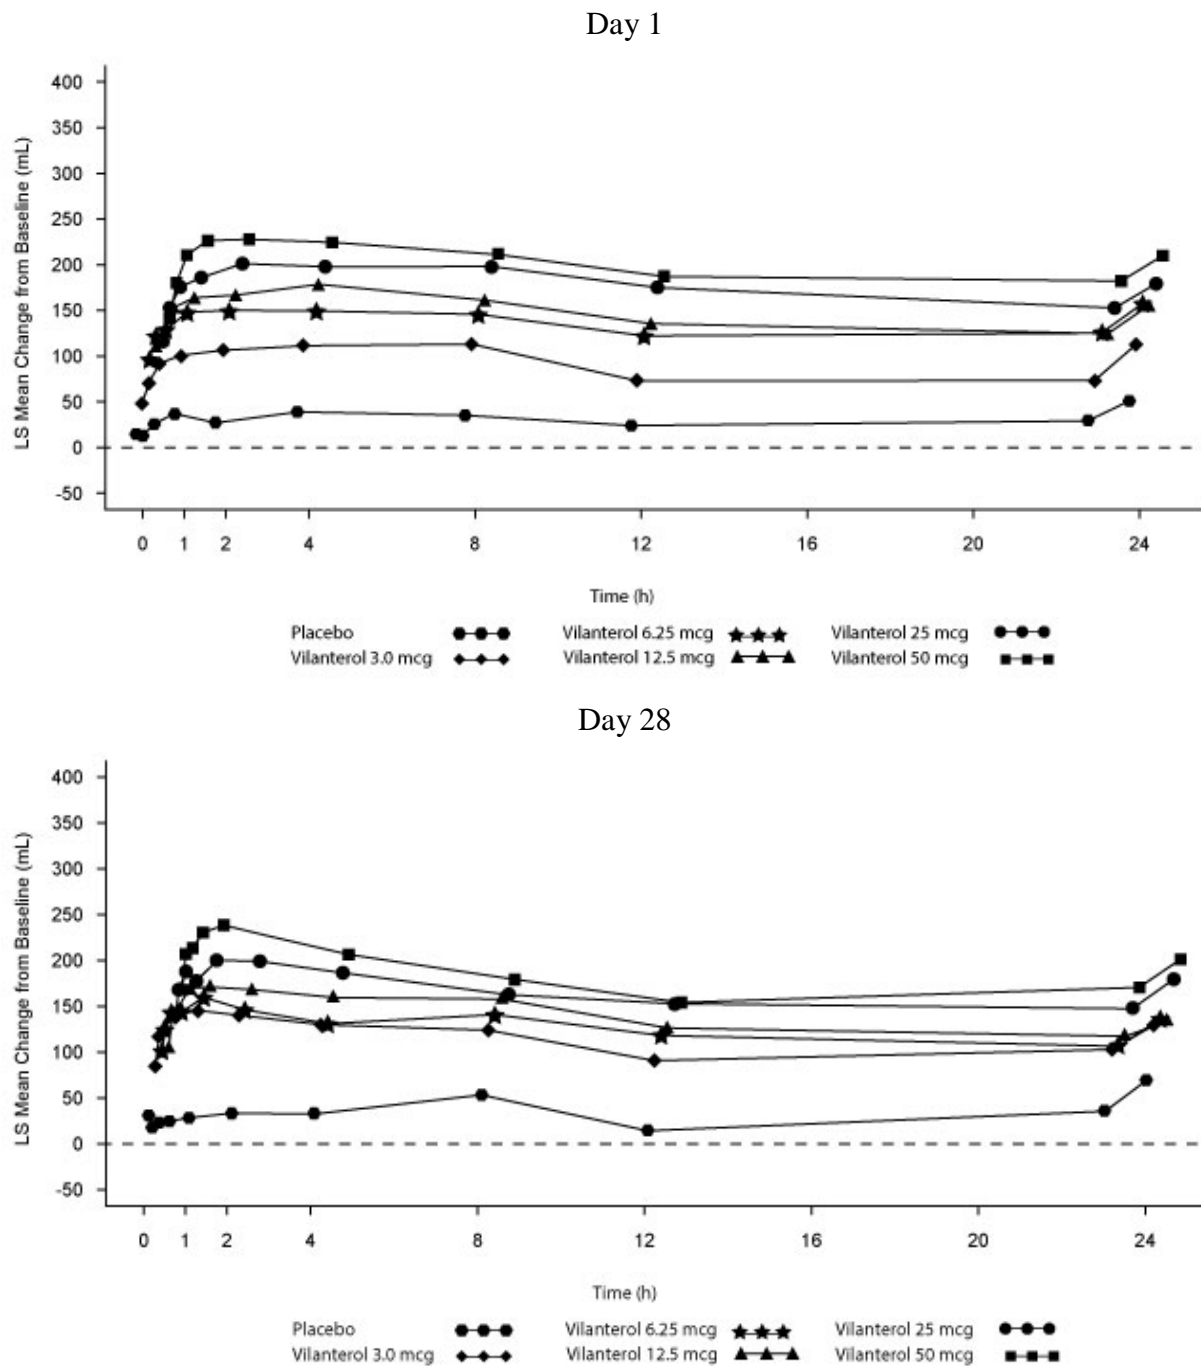 Day 1
LS Mean Change from Baseline (mL)
400
350
300
250
200
150
100
50
0
-50
0 1 2 4 8 12 16 20 24
Time (h)
Placebo Vilanterol 6.25 mcg Vilanterol 25 mcg
Vilanterol 3.0 mcg Vilanterol 12.5 mcg Vilanterol 50 mcg
Day 28
LS Mean Change from Baseline (mL)
400
350
300
250
200
150
100
50
0
-50
0 1 2 4 8 12 16 20 24
Time (h)
Placebo Vilanterol 6.25 mcg Vilanterol 25 mcg
Vilanterol 3.0 mcg Vilanterol 12.5 mcg Vilanterol 50 mcg